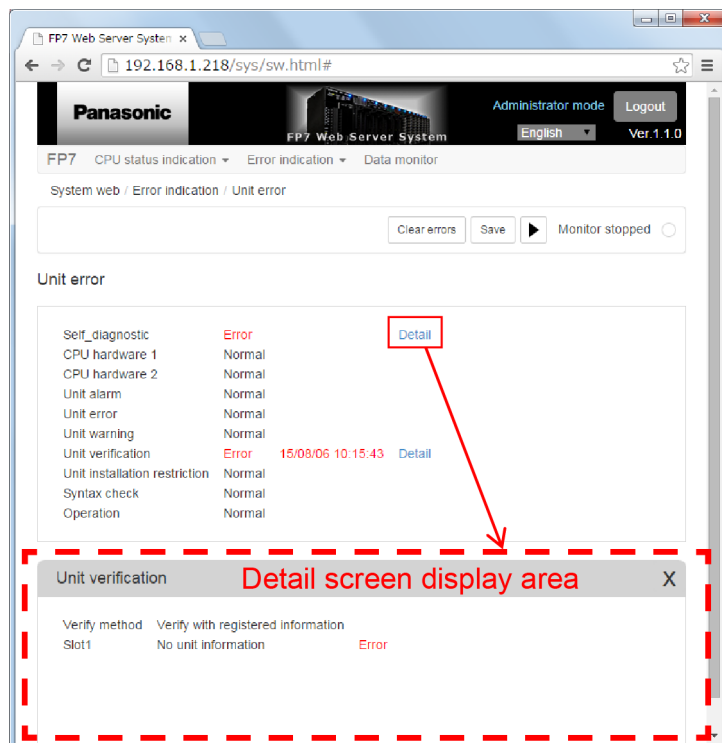 FP7 Web Server System x
192.168.1.218/sys/sw.html#
Panasonic
FP7 Web Server System
Administrator mode
Logout
English
Ver.1.1.0
FP7 CPU status indication Error indication Data monitor
System web / Error indication / Unit error
Clear errors Save Monitor stopped
Unit error
Self_diagnostic Error Detail
CPU hardware 1 Normal
CPU hardware 2 Normal
Unit alarm Normal
Unit error Normal
Unit warning Normal
Unit verification Error 15/08/06 10:15:43 Detail
Unit installation restriction Normal
Syntax check Normal
Operation Normal
Unit verification Detail screen display area X
Verify method Verify with registered information
Slot1 No unit information Error